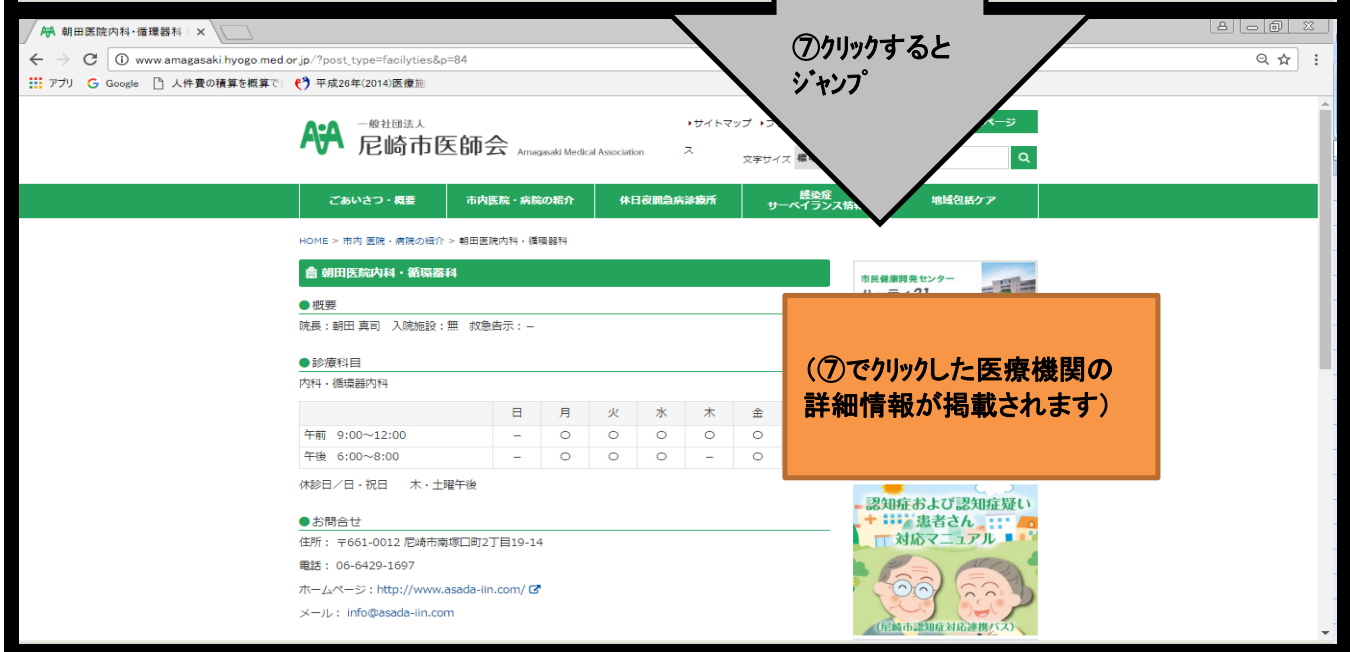 ⑦クリックすると
ジャンプ
朝田医院内科・循環器科
www.amagasaki.hyogo.med.or.jp/?post_type=facilyties&p=84
アプリ Google 人件費の積算を概算で 平成26年(2014)医療施
一般社団法人
尼崎市医師会 Amagasaki Medical Association
サイトマップ
ス
文字サイズ
ページ
ごあいさつ・概要 市内医院・病院の紹介 休日夜間急病診療所 感染症
サーベイランス情報 地域包括ケア
HOME > 市内 医院・病院の紹介 > 朝田医院内科・循環器科
朝田医院内科・循環器科
市民健康開発センター
●概要
院長：朝田 真司 入院施設：無 救急告示：－
（⑦でクリックした医療機関の
詳細情報が掲載されます）
●診療科目
内科・循環器内科
日 月 火 水 木 金
午前 9:00～12:00 － ○ ○ ○ ○ ○
午後 6:00～8:00 － ○ ○ ○ － ○
休診日／日・祝日 木・土曜午後
●お問合せ
住所： 〒661-0012 尼崎市南塚口町2丁目19-14
電話： 06-6429-1697
ホームページ：http://www.asada-iin.com/
メール： info@asada-iin.com
認知症および認知症疑い
患者さん
対応マニュアル
(尼崎市認知症対応連携パス)